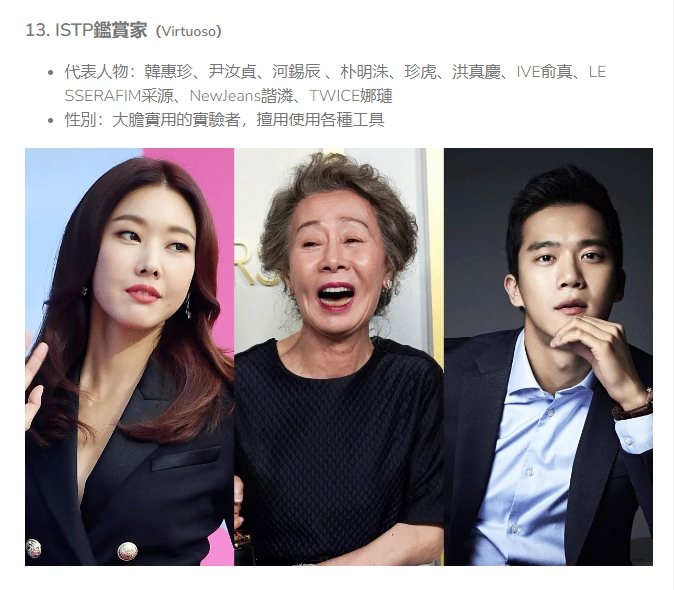 13. ISTP鑑賞家（Virtuoso）
代表人物：韓惠珍、尹汝貞、河錫辰 、朴明洙、珍虎、洪真慶、IVE俞真、LE
SSERAFIM采源、NewJeans諧潾、TWICE娜璉
性別：大膽實用的實驗者，擅用使用各種工具
RS